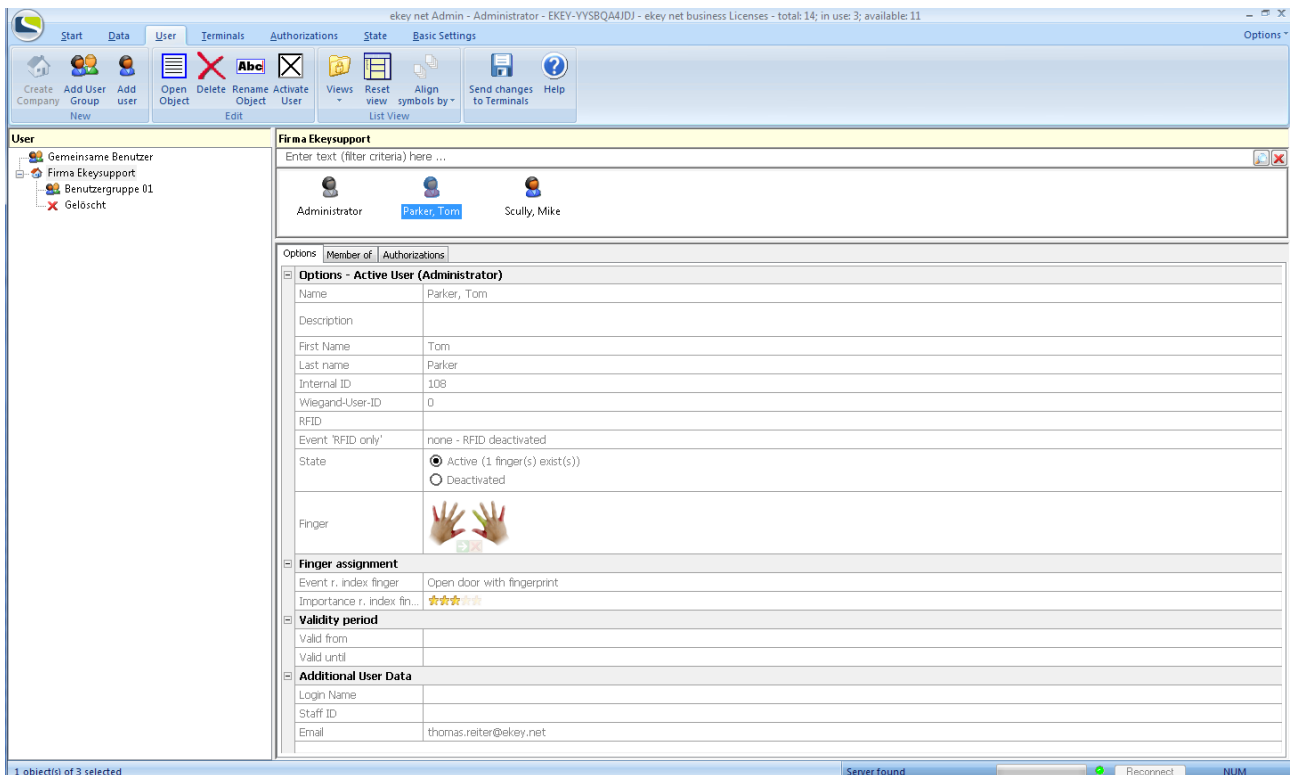 ekey net Admin - Administrator - EKEY-YYSBQA4JDJ - ekey net business Licenses - total: 14; in use: 3; available: 11
Start Data User Terminals Authorizations State Basic Settings Options
Create Company Add User Group Add user Open Object Delete Rename Object Activate User Views Reset view Align symbols by Send changes to Terminals Help
New Edit List View
User
Gemeinsame Benutzer
Firma Ekeysupport
Benutzergruppe 01
Gelöscht
Firma Ekeysupport
Enter text (filter criteria) here ...
Administrator Parker, Tom Scully, Mike
Options Member of Authorizations
Options - Active User (Administrator)
Name Parker, Tom
Description
First Name Tom
Last name Parker
Internal ID 108
Wiegand-User-ID 0
RFID
Event 'RFID only' none - RFID deactivated
State Active (1 finger(s) exist(s))
Deactivated
Finger
Finger assignment
Event r. index finger Open door with fingerprint
Importance r. index fin...
Validity period
Valid from
Valid until
Additional User Data
Login Name
Staff ID
Email thomas.reiter@ekey.net
1 object(s) of 3 selected Server found Reconnect NUM